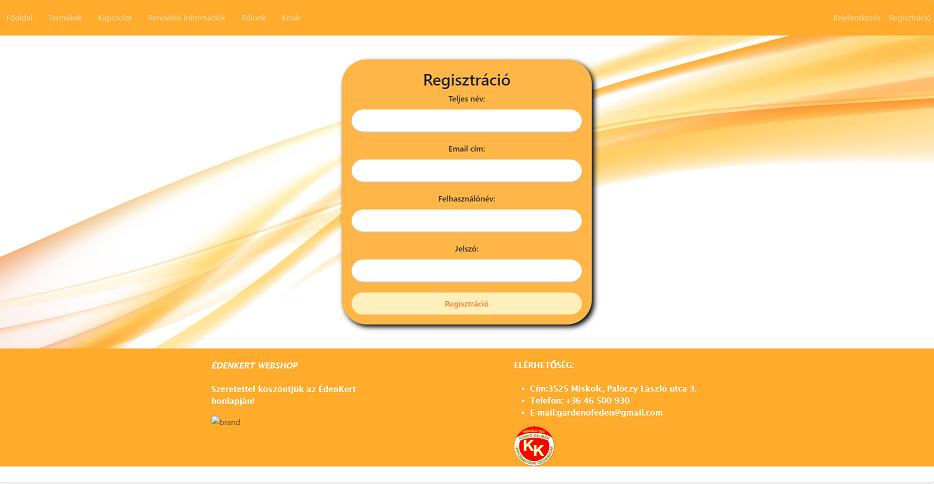 Főoldal Termékek Kapcsolat Rendelési információk Rólunk Kosár Bejelentkezés Regisztráció
Regisztráció
Teljes név:
Email cím:
Felhasználónév:
Jelszó:
Regisztráció
ÉDENKERT WEBSHOP
Szeretettel köszöntjük az ÉdenKert
honlapján!
brand
ELÉRHETŐSÉG:
• Cím:3525 Miskolc, Palóczy László utca 3.
• Telefon: +36 46 500 930
• E-mail:gardenofeden@gmail.com
KK